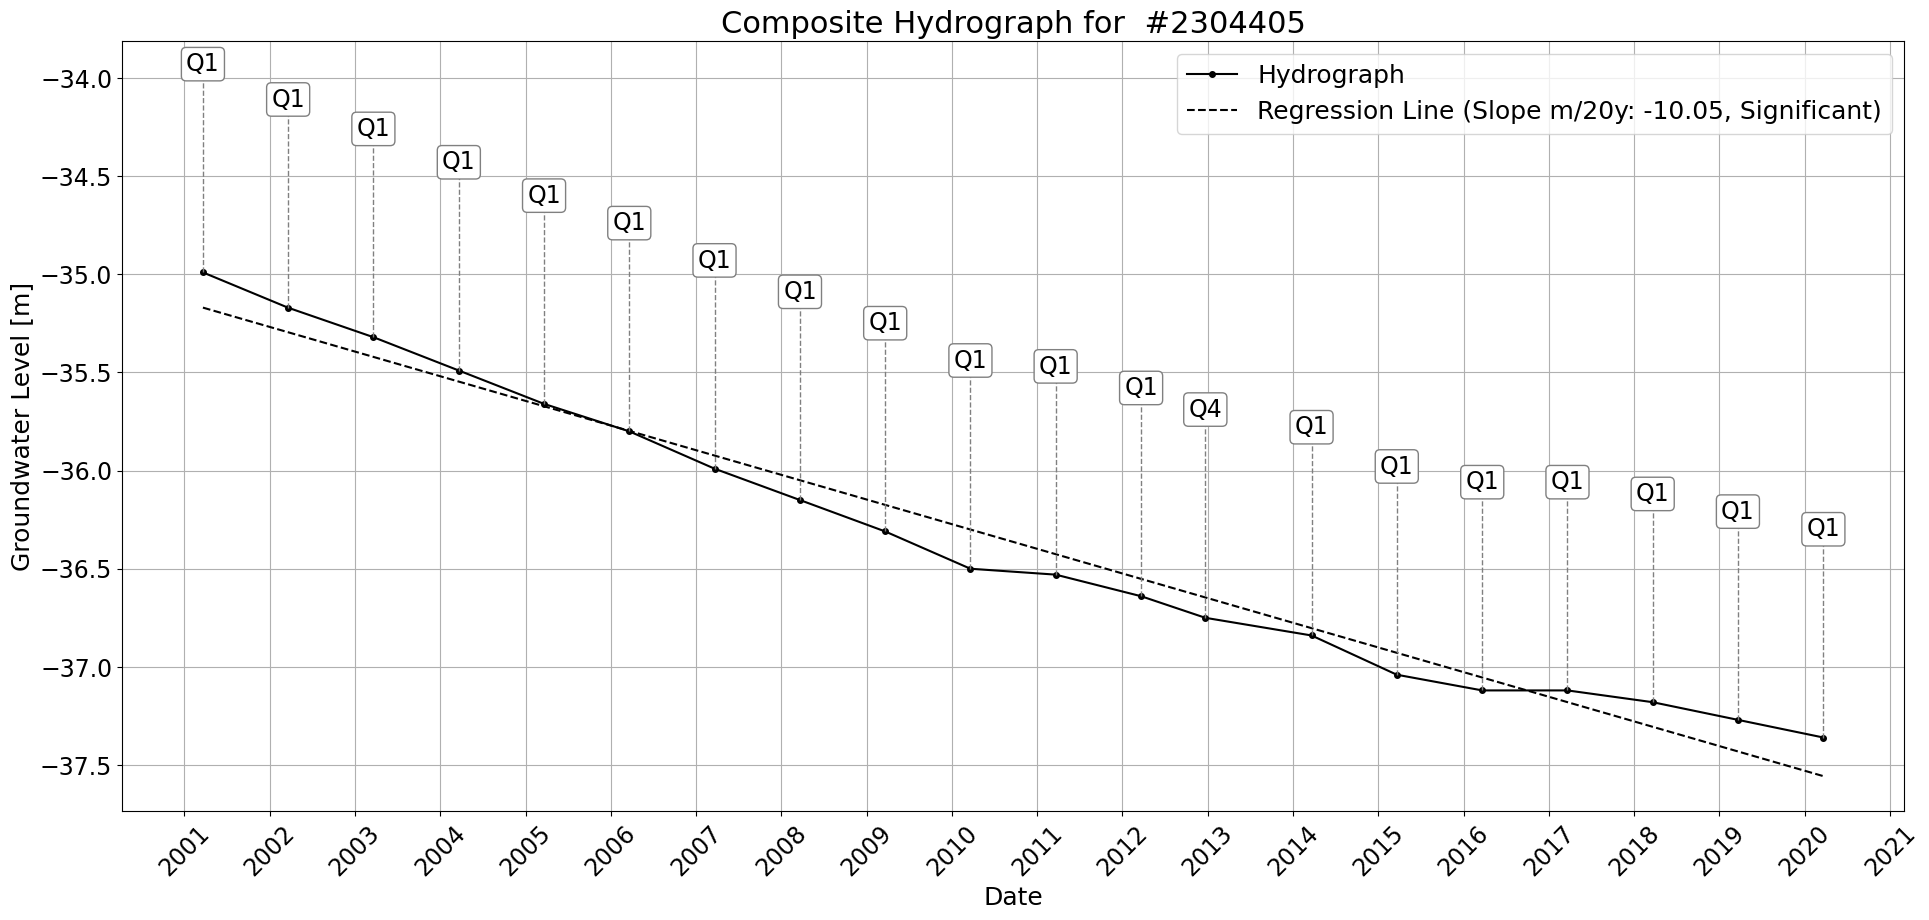 Composite Hydrograph for  #2304405
Hydrograph
Regression Line (Slope m/20y: -10.05, Significant)
Groundwater Level [m]
−34.0
−34.5
−35.0
−35.5
−36.0
−36.5
−37.0
−37.5
Q1
Q1
Q1
Q1
Q1
Q1
Q1
Q1
Q1
Q1
Q1
Q1
Q4
Q1
Q1
Q1
Q1
Q1
Q1
Q1
2001
2002
2003
2004
2005
2006
2007
2008
2009
2010
2011
2012
2013
2014
2015
2016
2017
2018
2019
2020
2021
Date